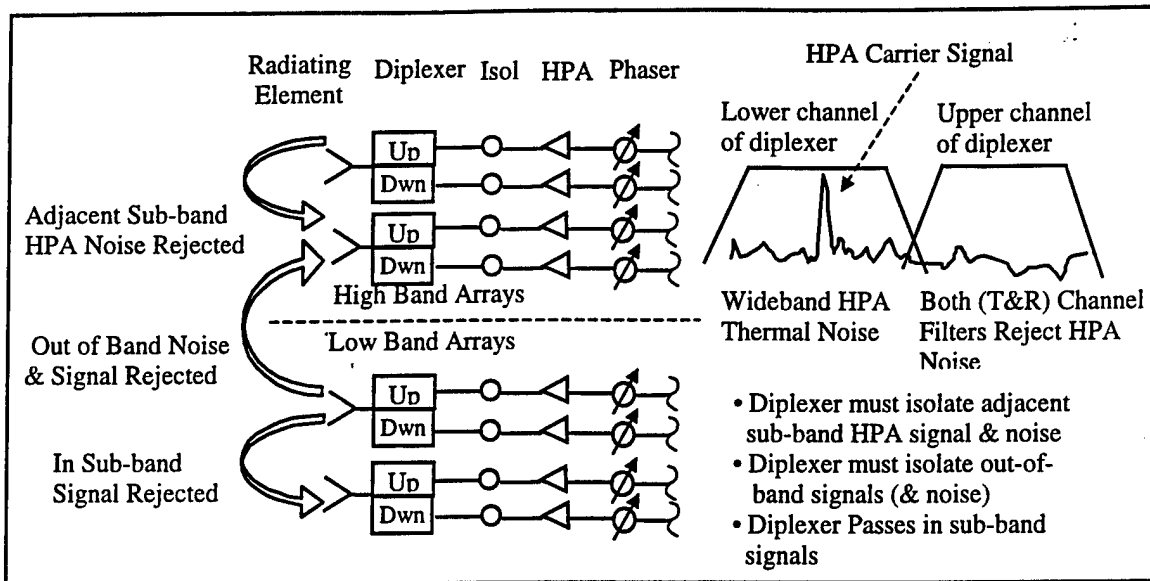 Radiating Element
Diplexer Isol HPA Phaser
Up
Dwn
Up
Dwn
Adjacent Sub-band
HPA Noise Rejected
High Band Arrays
Low Band Arrays
Out of Band Noise
& Signal Rejected
Up
Dwn
Up
Dwn
In Sub-band
Signal Rejected
HPA Carrier Signal
Lower channel
of diplexer
Upper channel
of diplexer
Wideband HPA
Thermal Noise
Both (T&R) Channel
Filters Reject HPA
Noise
• Diplexer must isolate adjacent
sub-band HPA signal & noise
• Diplexer must isolate out-of-
band signals (& noise)
• Diplexer Passes in sub-band
signals